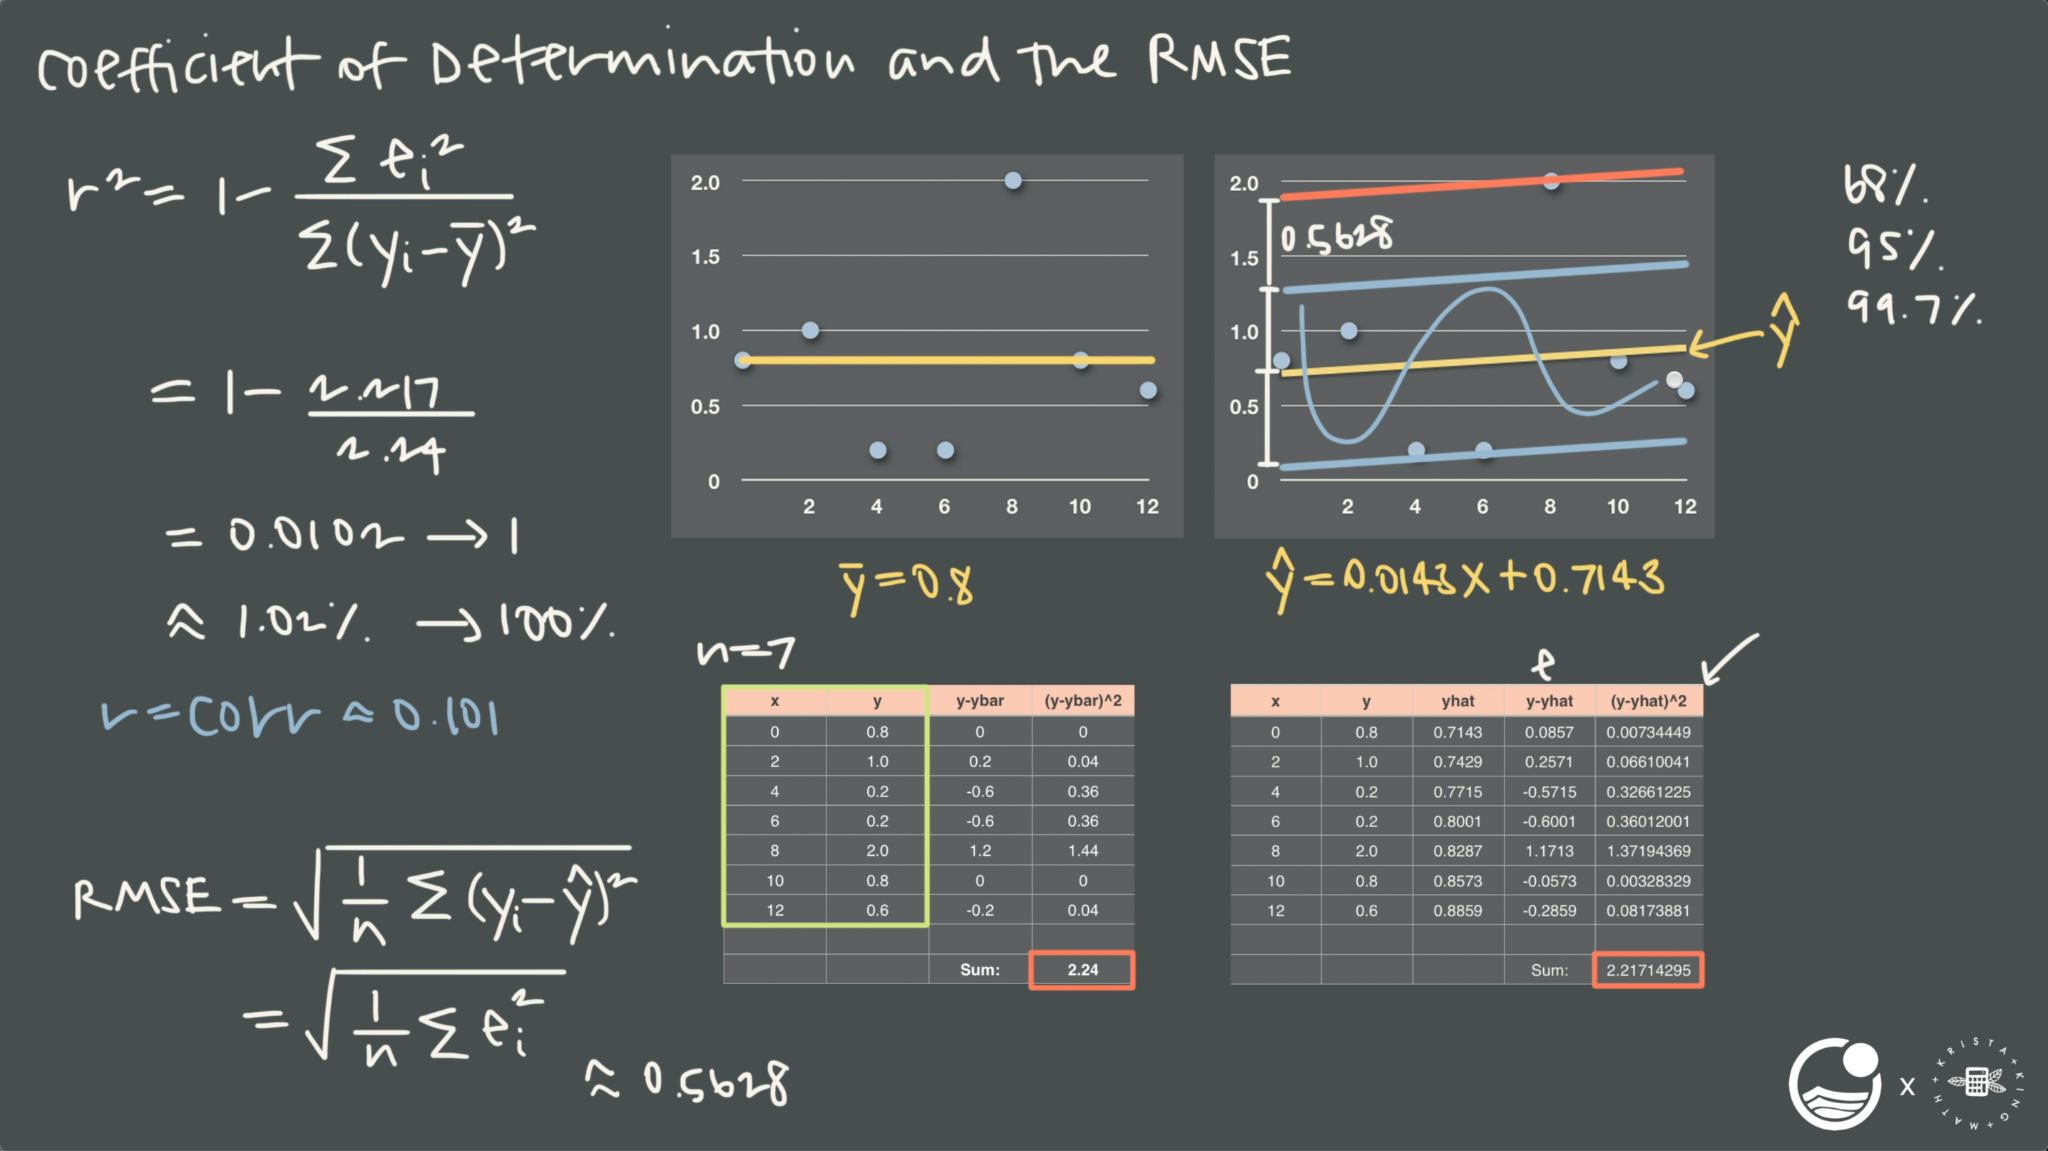 Coefficient of Determination and the RMSE
r² = 1 - Σ eᵢ² / Σ(yᵢ - ȳ)²
= 1 - 2.217 / 2.24
= 0.0102 → 1
≈ 1.02% → 100%
r = corr ≈ 0.101
RMSE = √(1/n Σ (yᵢ - ŷ)²)
= √(1/n Σ eᵢ²)
≈ 0.5628
2.0
1.5
1.0
0.5
0
2 4 6 8 10 12
ȳ = 0.8
2.0
1.5
1.0
0.5
0
2 4 6 8 10 12
0.5628
ŷ
68%
95%
99.7%
ŷ = 0.0143x + 0.7143
n = 7
x y y-ybar (y-ybar)^2
0 0.8 0 0
2 1.0 0.2 0.04
4 0.2 -0.6 0.36
6 0.2 -0.6 0.36
8 2.0 1.2 1.44
10 0.8 0 0
12 0.6 -0.2 0.04
Sum: 2.24
e
x y yhat y-yhat (y-yhat)^2
0 0.8 0.7143 0.0857 0.00734449
2 1.0 0.7429 0.2571 0.06610041
4 0.2 0.7715 -0.5715 0.32661225
6 0.2 0.8001 -0.6001 0.36012001
8 2.0 0.8287 1.1713 1.37194369
10 0.8 0.8573 -0.0573 0.00328329
12 0.6 0.8859 -0.2859 0.08173881
Sum: 2.21714295
X
KRISTA + KING + MATH +